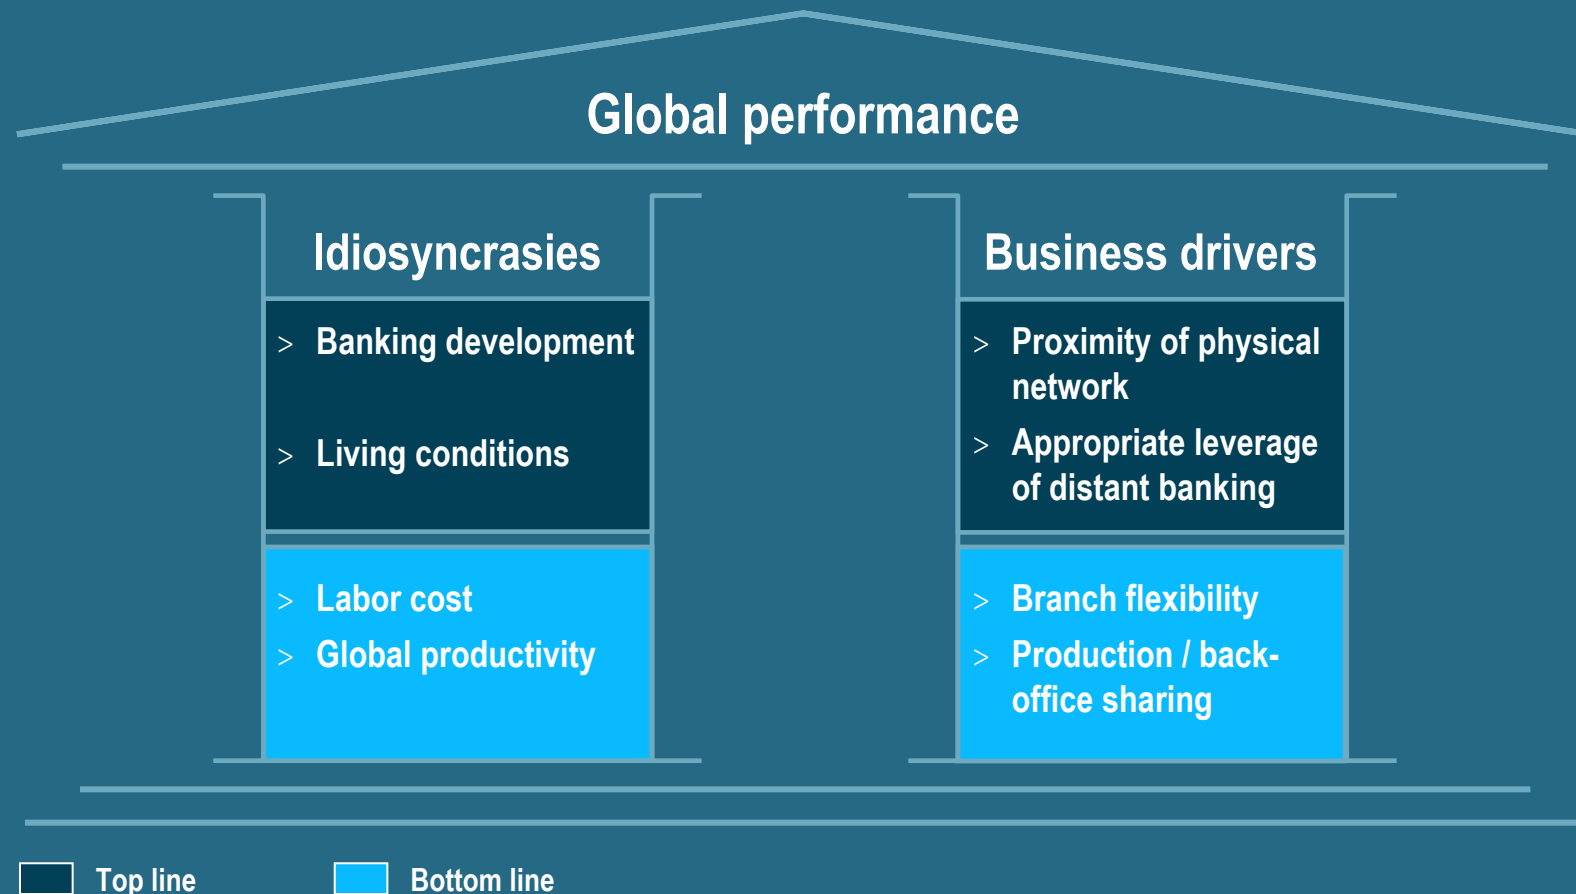 Global performance
Idiosyncrasies
> Banking development
> Living conditions
> Labor cost
> Global productivity
Business drivers
> Proximity of physical
network
> Appropriate leverage
of distant banking
> Branch flexibility
> Production / back-
office sharing
Top line
Bottom line